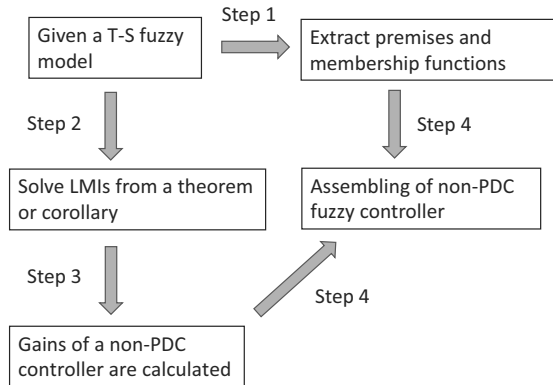 Step 1
Given a T-S fuzzy
model
Extract premises and
membership functions
Step 2
Step 4
Solve LMIs from a theorem
or corollary
Assembling of non-PDC
fuzzy controller
Step 3
Step 4
Gains of a non-PDC
controller are calculated